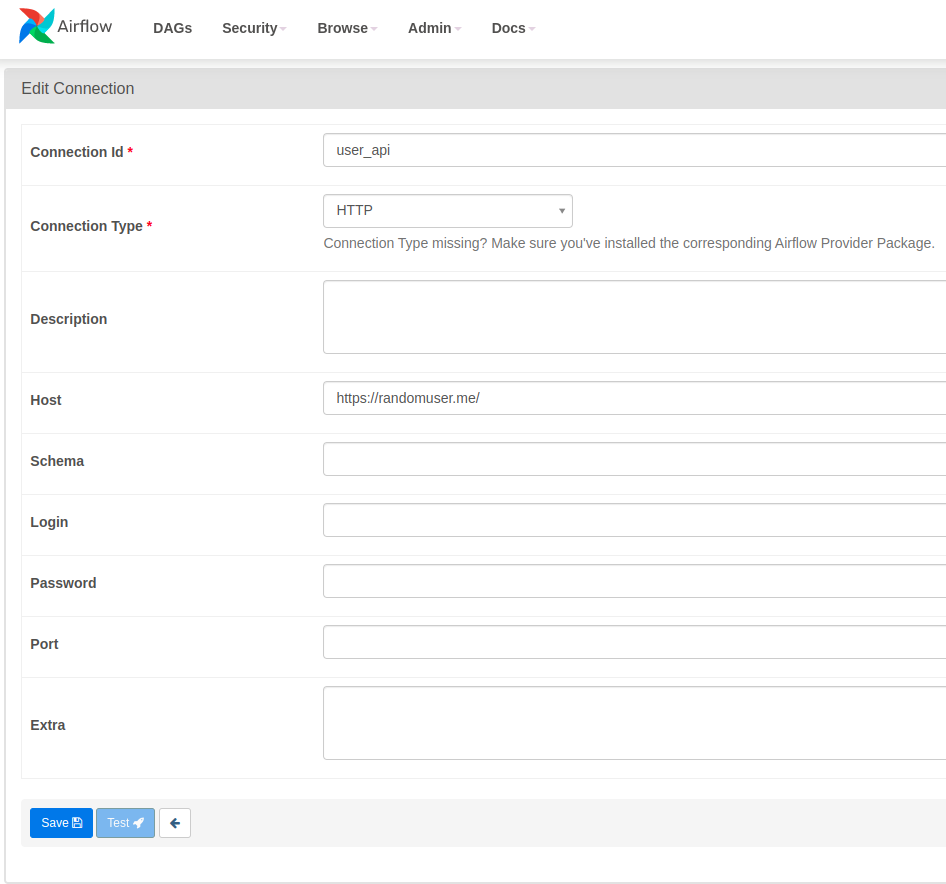 Airflow DAGs Security Browse Admin Docs
Edit Connection
Connection Id * user_api
Connection Type * HTTP
Connection Type missing? Make sure you've installed the corresponding Airflow Provider Package.
Description
Host https://randomuser.me/
Schema
Login
Password
Port
Extra
Save Test